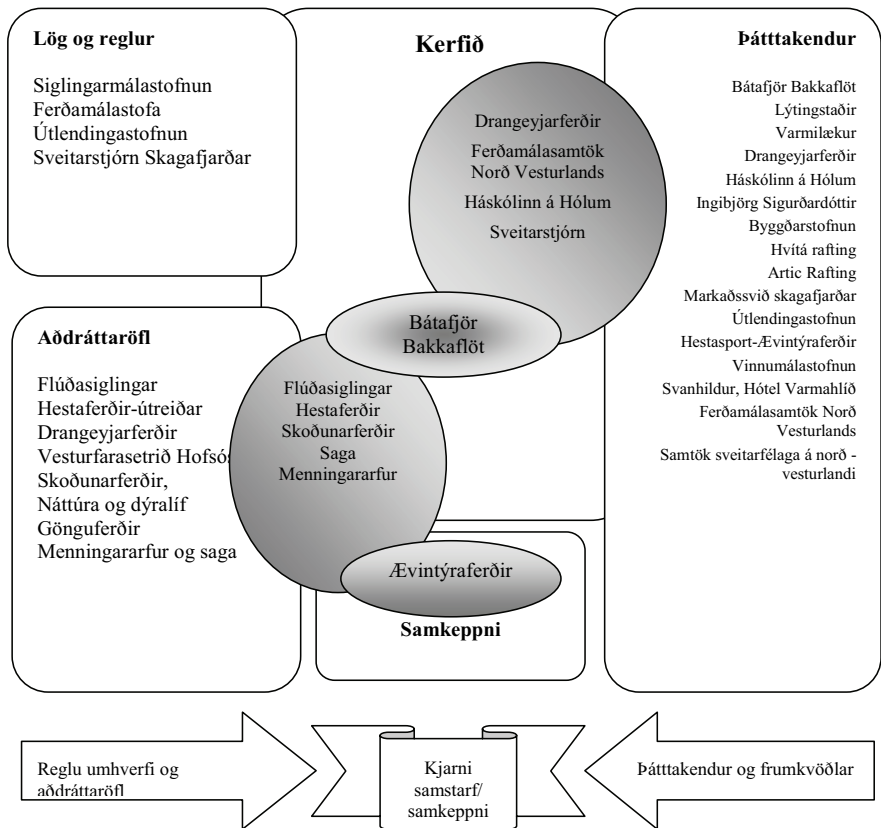 Lög og reglur
Siglingarmálastofnun
Ferðamálastofa
Útlendingastofnun
Sveitarstjórn Skagafjarðar
Aðdráttaröfl
Flúðasiglingar
Hestaferðir-útreiðar
Drangeyjarferðir
Vesturfarasetrið Hofsós
Skoðunarferðir,
Náttúra og dýralíf
Gönguferðir
Menningararfur og saga
Kerfið
Drangeyjarferðir
Ferðamálasamtök
Norð Vesturlands
Háskólinn á Hólum
Sveitarstjórn
Bátafjör
Bakkaflöt
Flúðasiglingar
Hestaferðir
Skoðunarferðir
Saga
Menningararfur
Ævintýraferðir
Samkeppni
Þátttakendur
Bátafjör Bakkaflöt
Lýtingstaðir
Varmilækur
Drangeyjarferðir
Háskólinn á Hólum
Ingibjörg Sigurðardóttir
Byggðarstofnun
Hvítá rafting
Artic Rafting
Markaðssvið skagafjarðar
Útlendingastofnun
Hestasport-Ævintýraferðir
Vinnumálastofnun
Svanhildur, Hótel Varmahlíð
Ferðamálasamtök Norð
Vesturlands
Samtök sveitarfélaga á norð -
vesturlandi
Reglu umhverfi og
aðdráttaröfl
Kjarni
samstarf/
samkeppni
Þátttakendur og frumkvöðlar